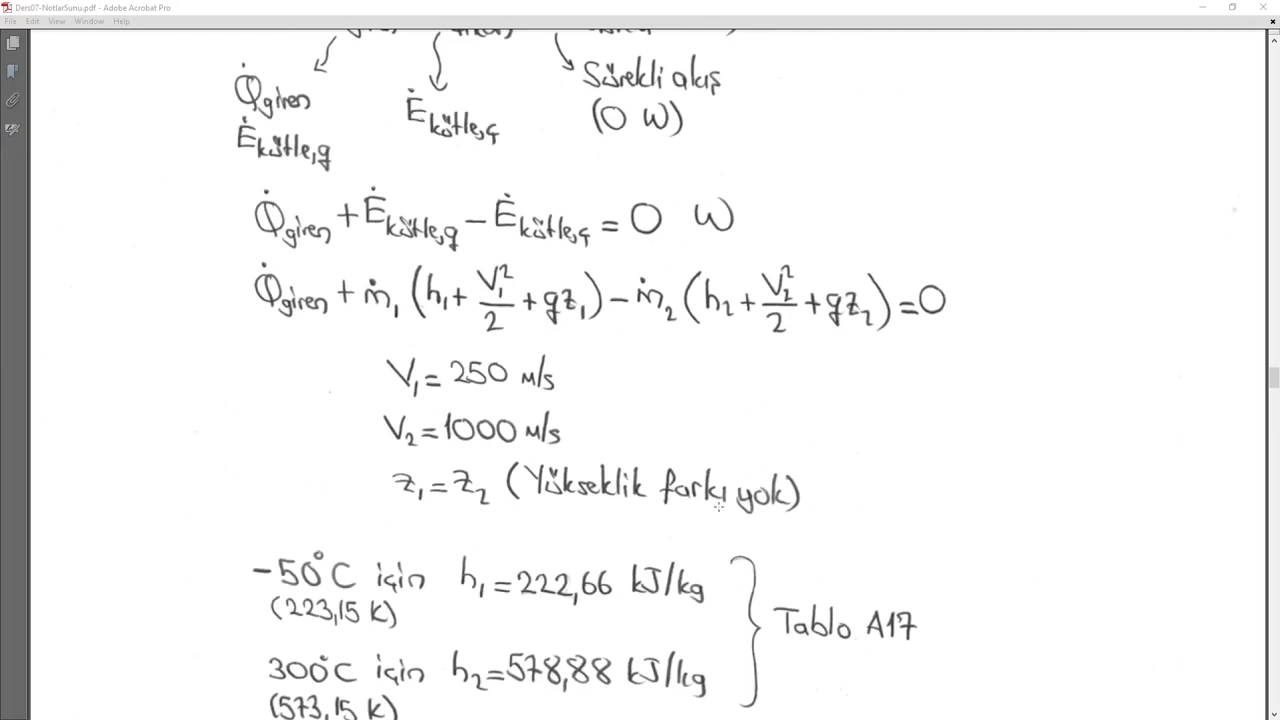 Ders07-NotlarSunu.pdf - Adobe Acrobat Pro
File Edit View Window Help
Sürekli akış
Q̇giren
Ėkütle,ç
(0 W)
Ėkütle,g
Q̇giren + Ėkütle,g − Ėkütle,ç = 0 W
Q̇giren + ṁ₁ (h₁ + V₁²/2 + gz₁) − ṁ₂ (h₂ + V₂²/2 + gz₂) = 0
V₁ = 250 m/s
V₂ = 1000 m/s
z₁ = z₂ (Yükseklik farkı yok)
-50°C için h₁ = 222,66 kJ/kg
(223,15 K)
Tablo A17
300°C için h₂ = 578,88 kJ/kg
(573,15 K)